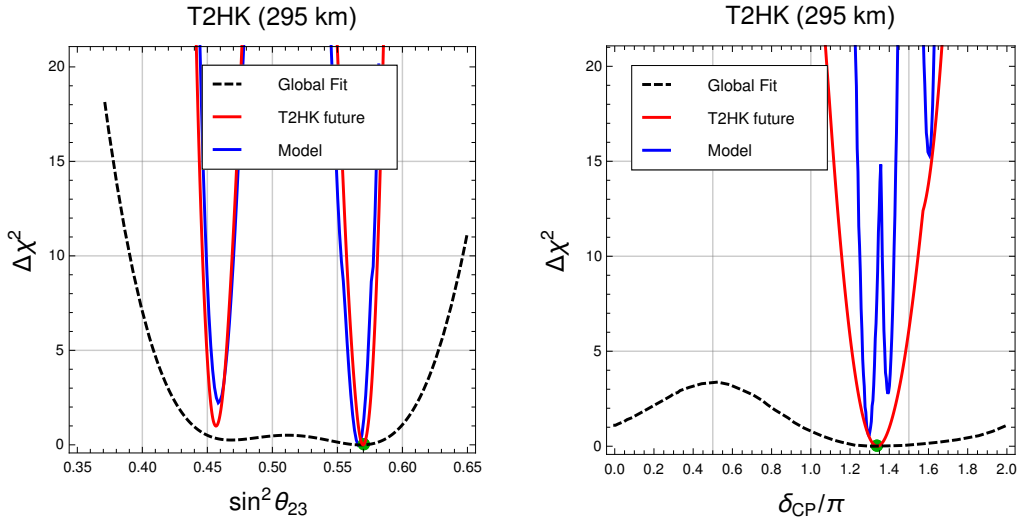 T2HK (295 km)
Global Fit
T2HK future
Model
Δχ²
20
15
10
5
0
0.35 0.40 0.45 0.50 0.55 0.60 0.65
sin² θ₂₃
T2HK (295 km)
Global Fit
T2HK future
Model
Δχ²
20
15
10
5
0
0.0 0.2 0.4 0.6 0.8 1.0 1.2 1.4 1.6 1.8 2.0
δ_CP/π